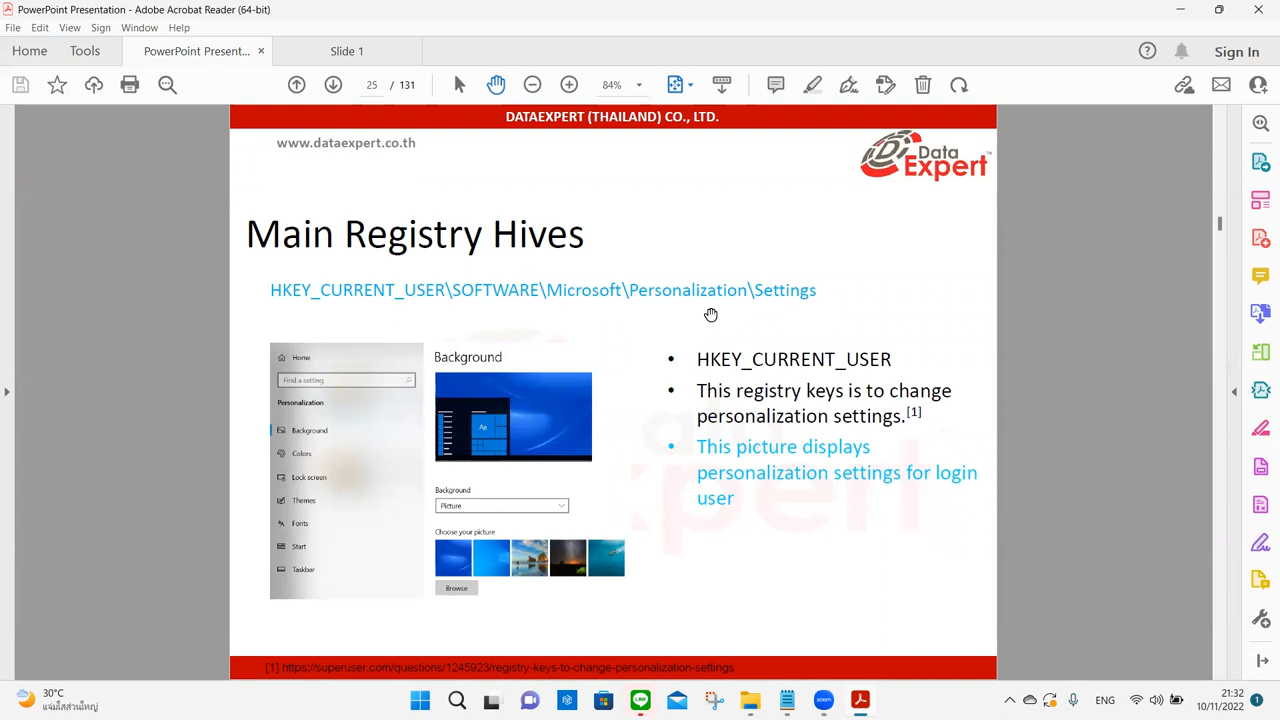 PowerPoint Presentation - Adobe Acrobat Reader (64-bit)
File Edit View Sign Window Help
Home Tools PowerPoint Present... × Slide 1 Sign In
25 / 131 84%
DATAEXPERT (THAILAND) CO., LTD.
www.dataexpert.co.th
Data
Expert™
Main Registry Hives
HKEY_CURRENT_USER\SOFTWARE\Microsoft\Personalization\Settings
Home
Find a setting
Personalization
Background
Colors
Lock screen
Themes
Fonts
Start
Taskbar
Background
Aa
Background
Picture
Choose your picture
Browse
• HKEY_CURRENT_USER
• This registry keys is to change
personalization settings.[1]
• This picture displays
personalization settings for login
user
[1] https://superuser.com/questions/1245923/registry-keys-to-change-personalization-settings
30°C
zoom
ENG
21:32
10/11/2022
1